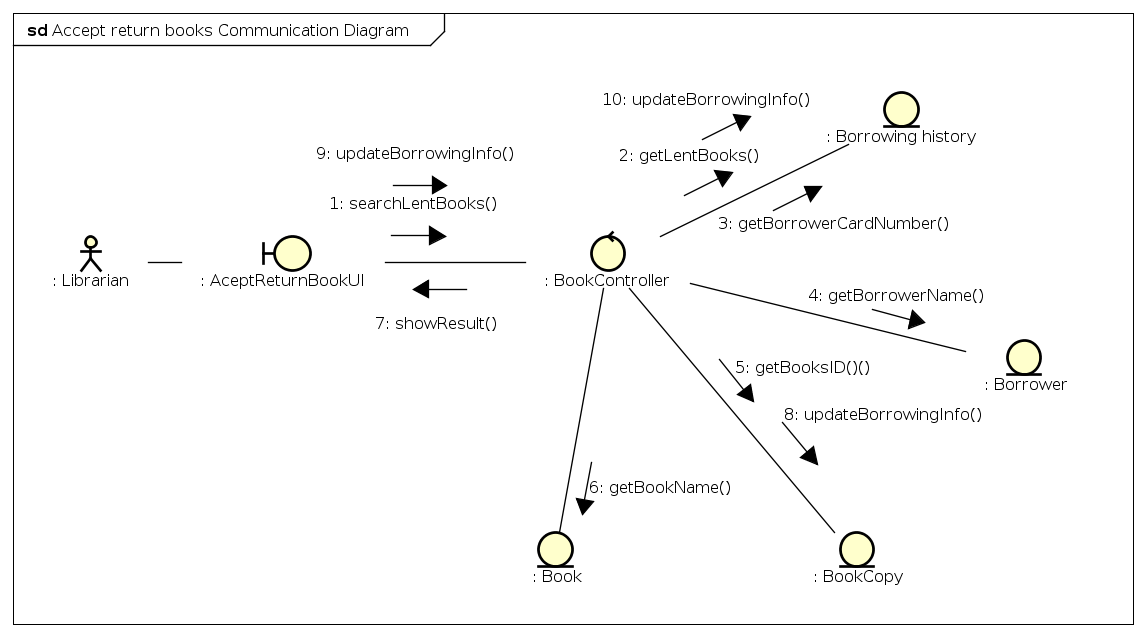 sd Accept return books Communication Diagram
10: updateBorrowingInfo()
: Borrowing history
9: updateBorrowingInfo()
2: getLentBooks()
1: searchLentBooks()
3: getBorrowerCardNumber()
: Librarian
: AceptReturnBookUI
: BookController
4: getBorrowerName()
7: showResult()
5: getBooksID()()
: Borrower
8: updateBorrowingInfo()
6: getBookName()
: Book
: BookCopy